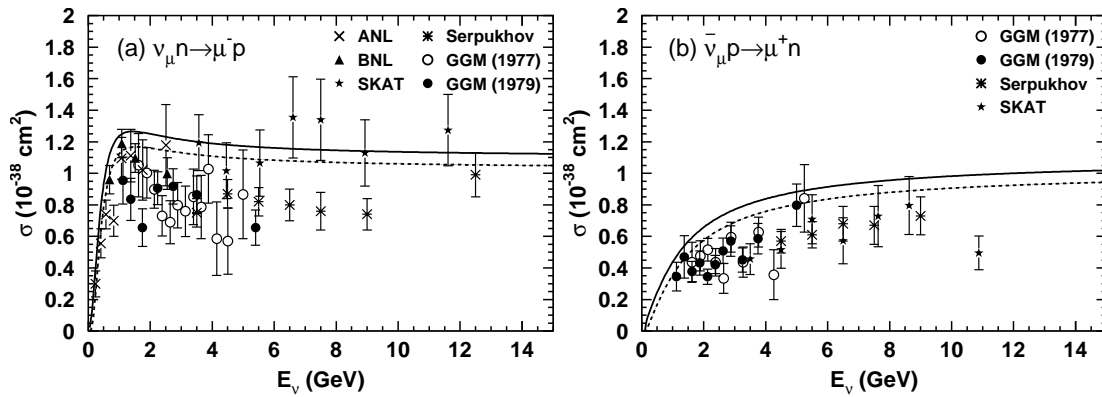 (a) νμn→μ⁻p
ANL
BNL
SKAT
Serpukhov
GGM (1977)
GGM (1979)
σ (10⁻³⁸ cm²)
2
1.8
1.6
1.4
1.2
1
0.8
0.6
0.4
0.2
0
0 2 4 6 8 10 12 14
Eν (GeV)
(b) ν̄μp→μ⁺n
GGM (1977)
GGM (1979)
Serpukhov
SKAT
σ (10⁻³⁸ cm²)
2
1.8
1.6
1.4
1.2
1
0.8
0.6
0.4
0.2
0
0 2 4 6 8 10 12 14
Eν (GeV)